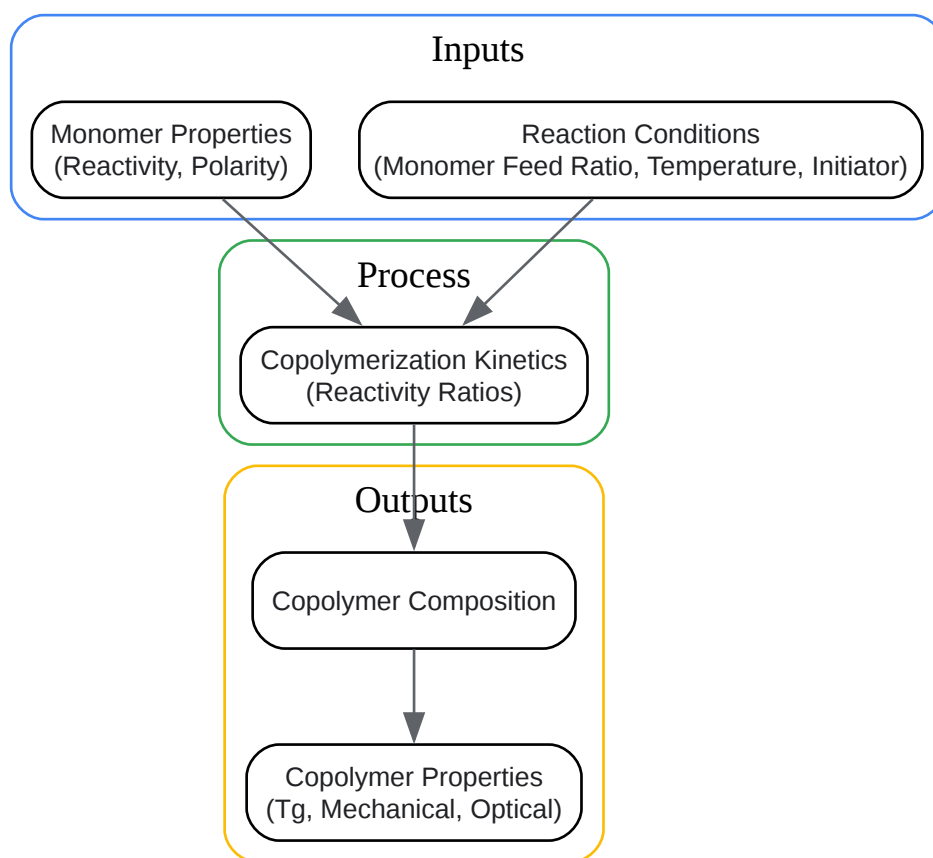 Inputs
Monomer Properties
(Reactivity, Polarity)
Reaction Conditions
(Monomer Feed Ratio, Temperature, Initiator)
Process
Copolymerization Kinetics
(Reactivity Ratios)
Outputs
Copolymer Composition
Copolymer Properties
(Tg, Mechanical, Optical)